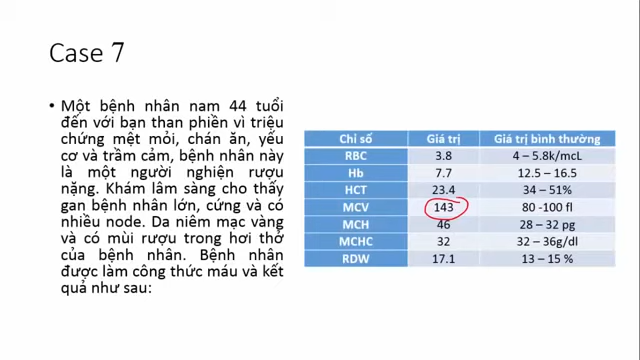 Case 7
• Một bệnh nhân nam 44 tuổi
đến với bạn than phiền vì triệu
chứng mệt mỏi, chán ăn, yếu
cơ và trầm cảm, bệnh nhân này
là một người nghiện rượu
nặng. Khám lâm sàng cho thấy
gan bệnh nhân lớn, cứng và có
nhiều node. Da niêm mạc vàng
và có mùi rượu trong hơi thở
của bệnh nhân. Bệnh nhân
được làm công thức máu và kết
quả như sau:
Chỉ số Giá trị Giá trị bình thường
RBC 3.8 4 – 5.8k/mcL
Hb 7.7 12.5 – 16.5
HCT 23.4 34 – 51%
MCV 143 80 -100 fl
MCH 46 28 – 32 pg
MCHC 32 32 – 36g/dl
RDW 17.1 13 – 15 %